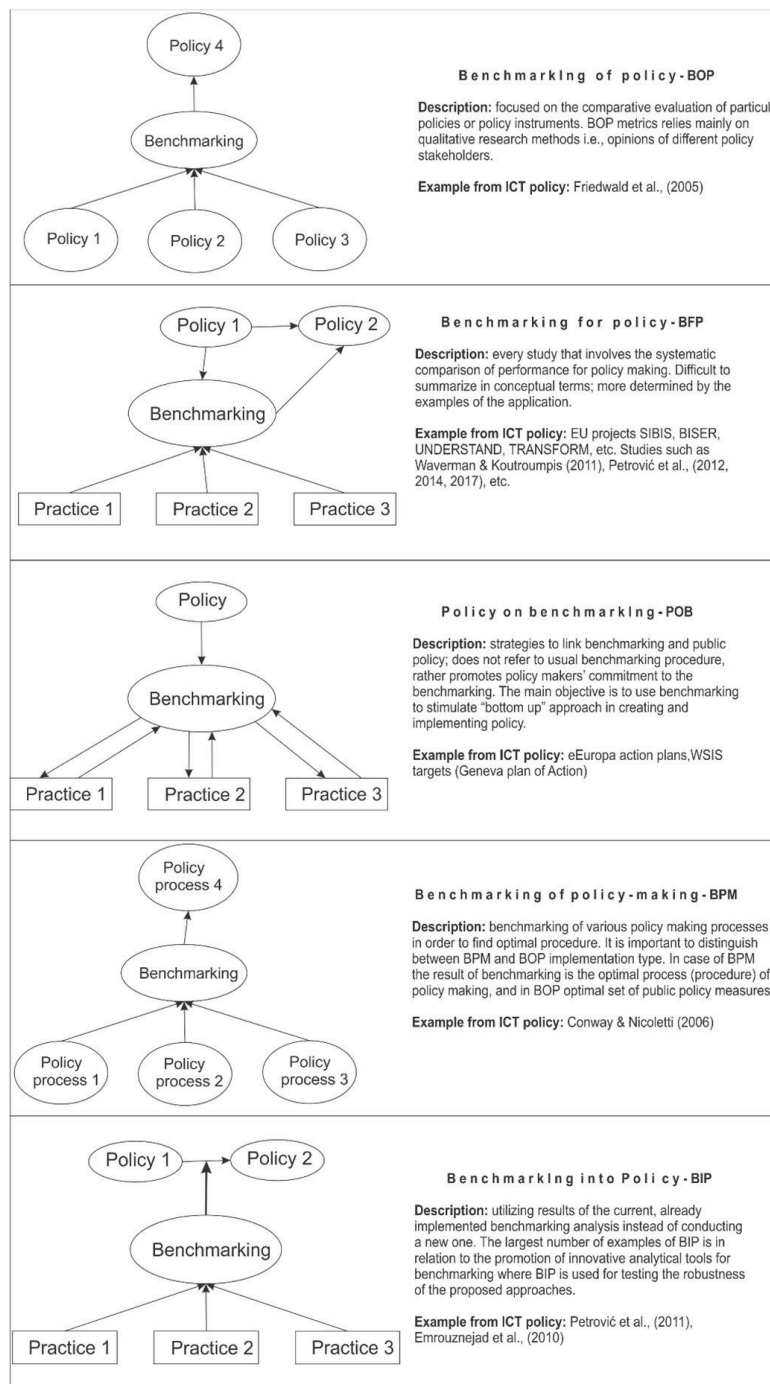 Policy 4
Benchmarking
Policy 1
Policy 2
Policy 3
BenchmarkIng of policy-BOP
Description: focused on the comparative evaluation of particul
policies or policy instruments. BOP metrics relies mainly on
qualitative research methods i.e., opinions of different policy
stakeholders.
Example from ICT policy: Friedwald et al., (2005)
Policy 1
Policy 2
Benchmarking
Practice 1
Practice 2
Practice 3
Benchmarking for policy-BFP
Description: every study that involves the systematic
comparison of performance for policy making. Difficult to
summarize in conceptual terms; more determined by the
examples of the application.
Example from ICT policy: EU projects SIBIS, BISER,
UNDERSTAND, TRANSFORM, etc. Studies such as
Waverman & Koutroumpis (2011), Petrović et al., (2012,
2014, 2017), etc.
Policy
Benchmarking
Practice 1
Practice 2
Practice 3
Policy on benchmarkIng-POB
Description: strategies to link benchmarking and public
policy; does not refer to usual benchmarking procedure,
rather promotes policy makers' commitment to the
benchmarking. The main objective is to use benchmarking
to stimulate "bottom up" approach in creating and
implementing policy.
Example from ICT policy: eEuropa action plans,WSIS
targets (Geneva plan of Action)
Policy
process 4
Benchmarking
Policy
process 1
Policy
process 2
Policy
process 3
Benchmarking of policy-making-BPM
Description: benchmarking of various policy making processes
in order to find optimal procedure. It is important to distinguish
between BPM and BOP implementation type. In case of BPM
the result of benchmarking is the optimal process (procedure) of
policy making, and in BOP optimal set of public policy measures
Example from ICT policy: Conway & Nicoletti (2006)
Policy 1
Policy 2
Benchmarking
Practice 1
Practice 2
Practice 3
BenchmarkIng into Policy-BIP
Description: utilizing results of the current, already
implemented benchmarking analysis instead of conducting
a new one. The largest number of examples of BIP is in
relation to the promotion of innovative analytical tools for
benchmarking where BIP is used for testing the robustness
of the proposed approaches.
Example from ICT policy: Petrović et al., (2011),
Emrouznejad et al., (2010)